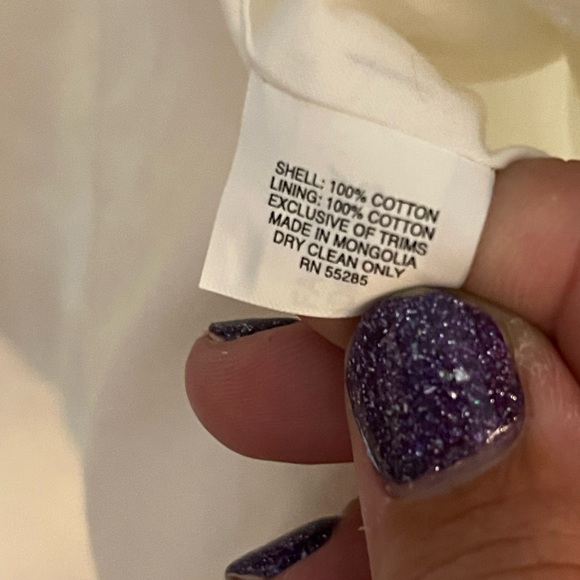 SHELL: 100% COTTON
LINING: 100% COTTON
EXCLUSIVE OF TRIMS
MADE IN MONGOLIA
DRY CLEAN ONLY
RN 55285